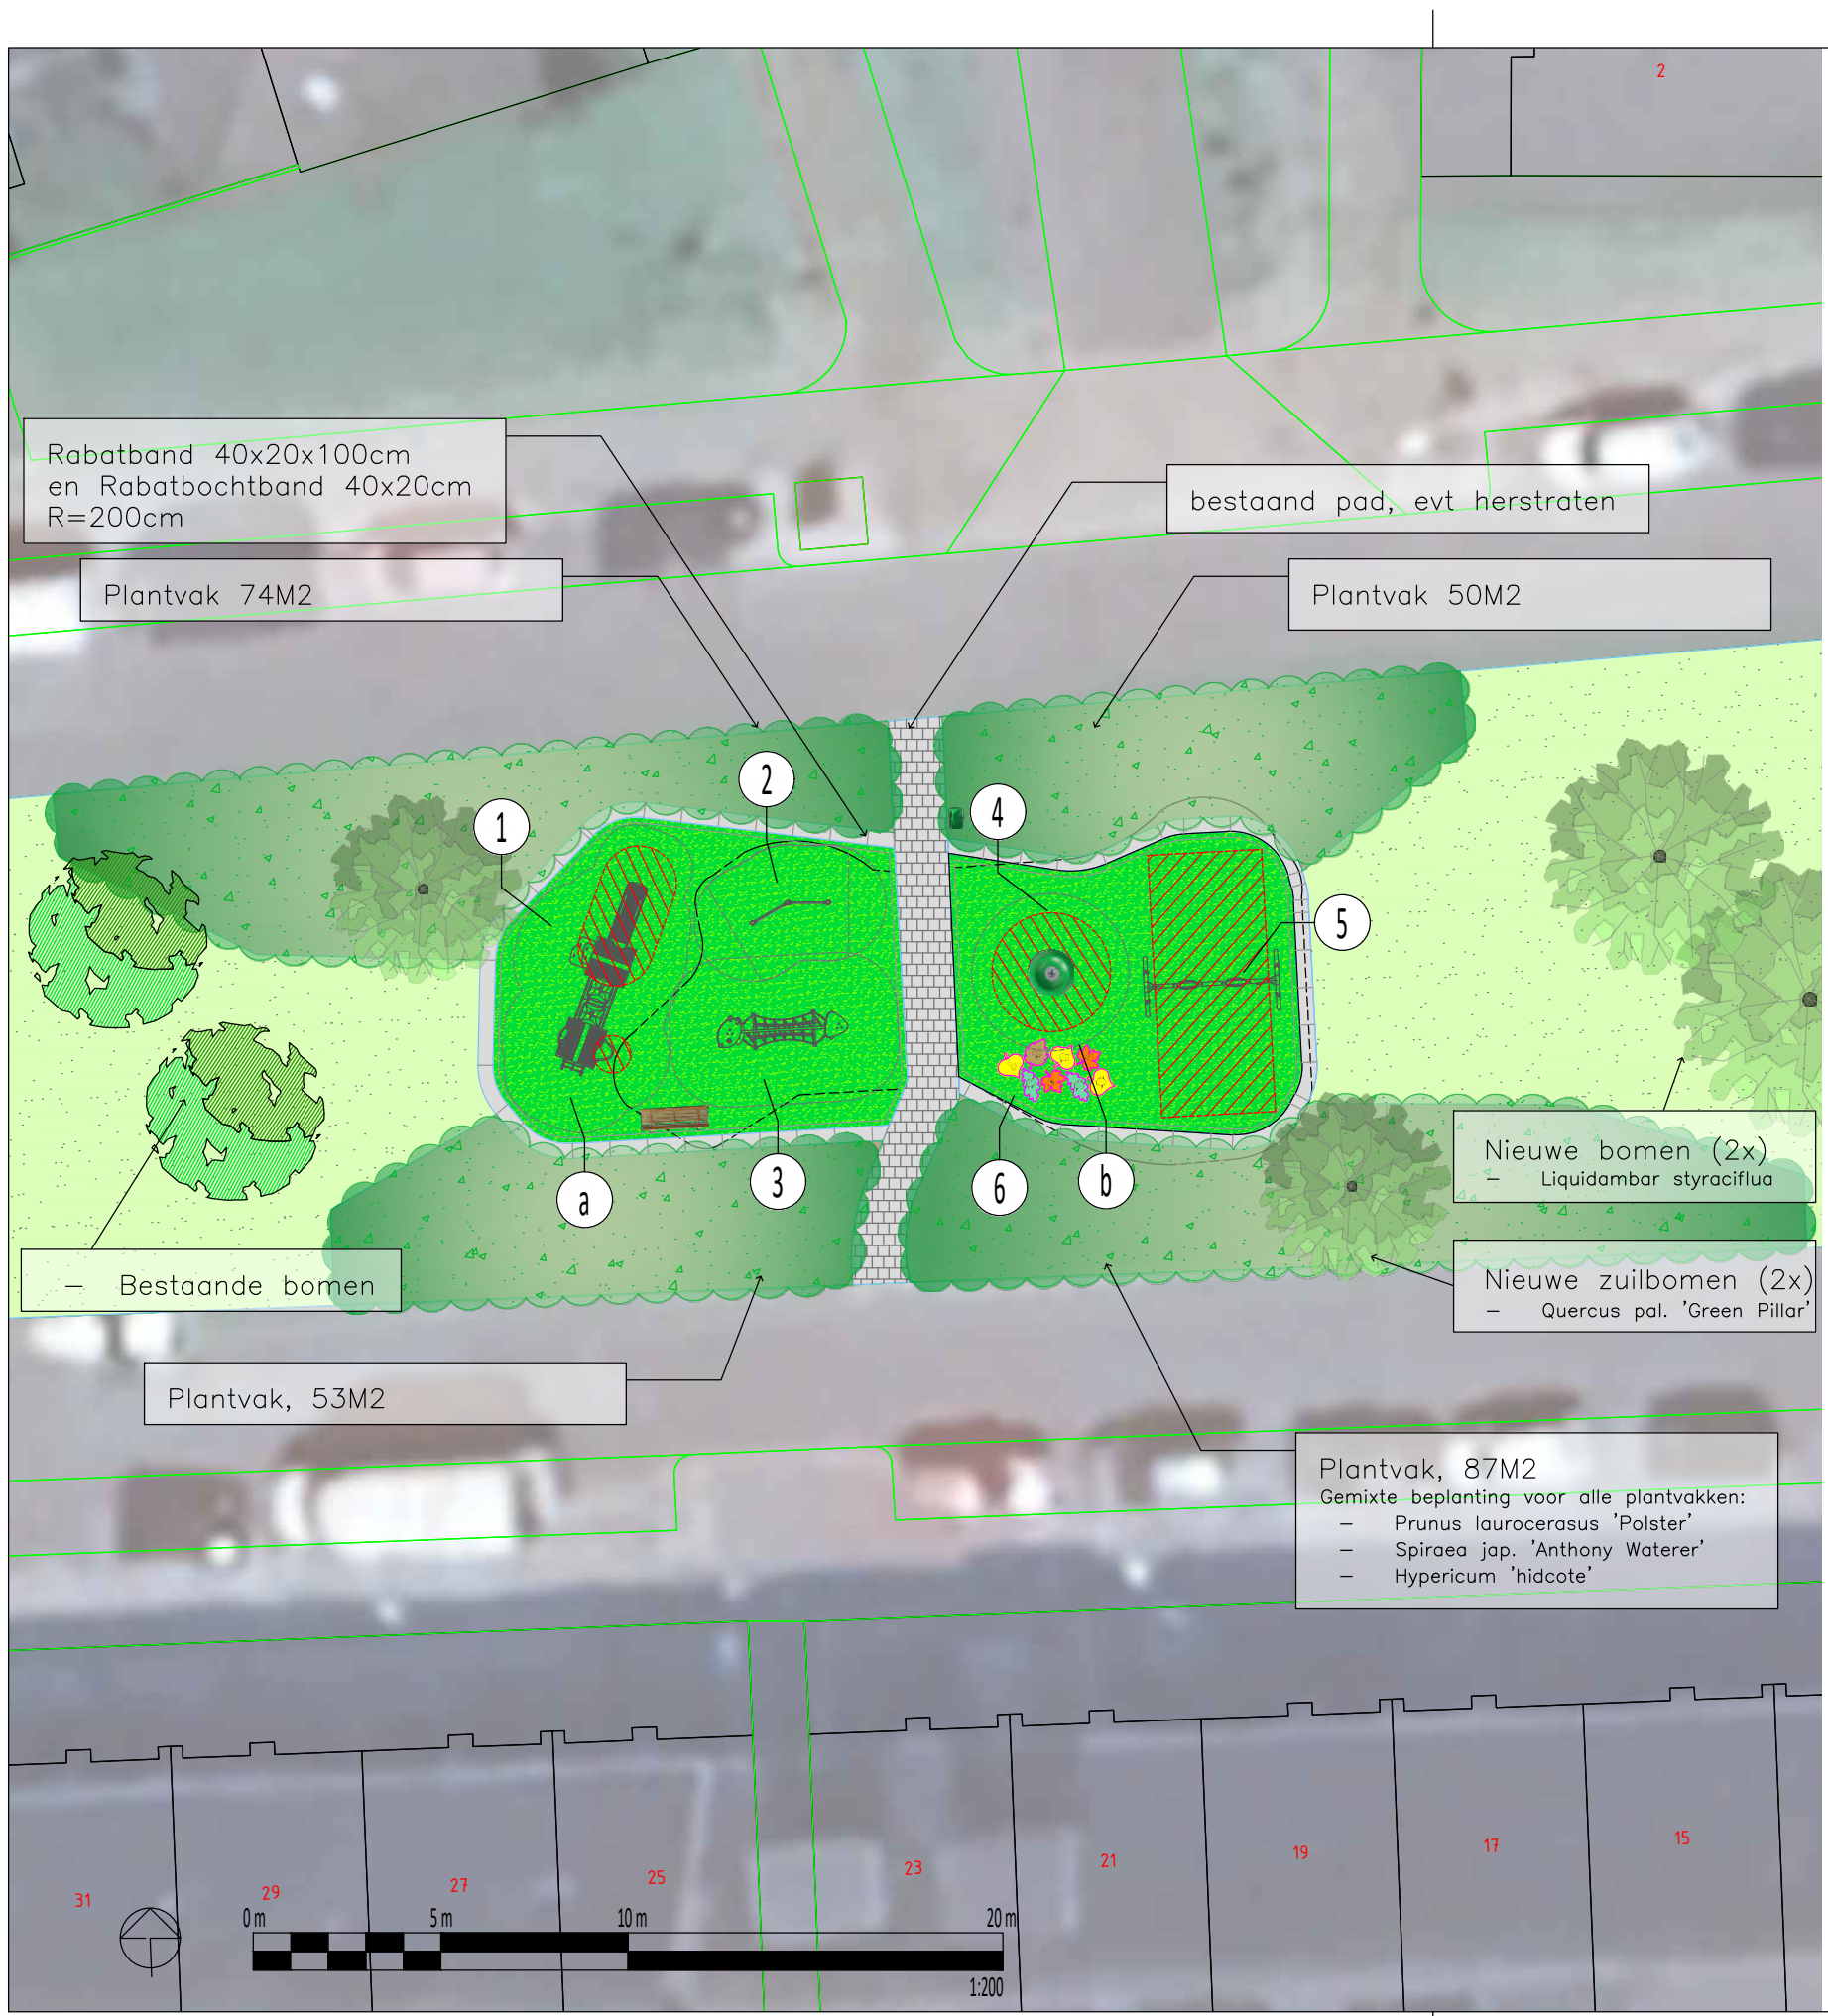 2
Rabatband 40x20x100cm
en Rabatbochtband 40x20cm
R=200cm
bestaand pad, evt herstraten
Plantvak 74M2
Plantvak 50M2
2
1
4
5
a
3
6
b
Nieuwe bomen (2x)
– Liquidambar styraciflua
Nieuwe zuilbomen (2x)
– Quercus pal. 'Green Pillar'
– Bestaande bomen
Plantvak, 53M2
Plantvak, 87M2
Gemixte beplanting voor alle plantvakken:
– Prunus laurocerasus 'Polster'
– Spiraea jap. 'Anthony Waterer'
– Hypericum 'hidcote'
31
29
27
25
23
21
19
17
15
0 m 5 m 10 m 20 m
1:200